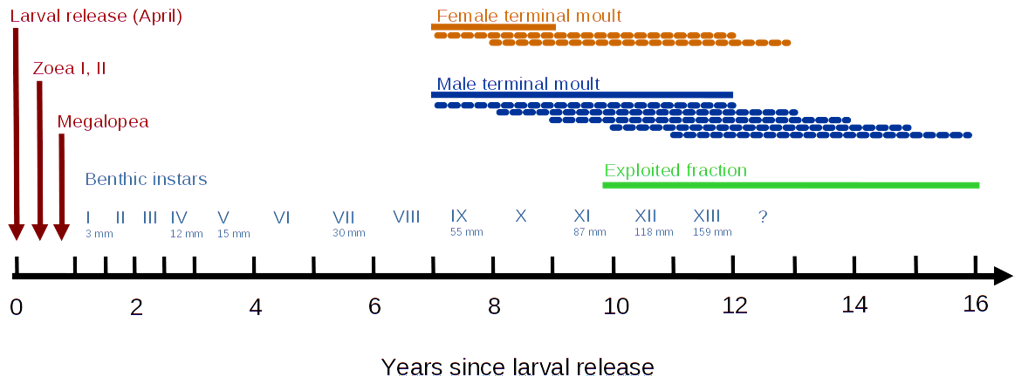 Larval release (April)
Female terminal moult
Zoea I, II
Male terminal moult
Megalopea
Exploited fraction
Benthic instars
I II III IV V VI VII VIII IX X XI XII XIII ?
3 mm 12 mm 15 mm 30 mm 55 mm 87 mm 118 mm 159 mm
0 2 4 6 8 10 12 14 16
Years since larval release